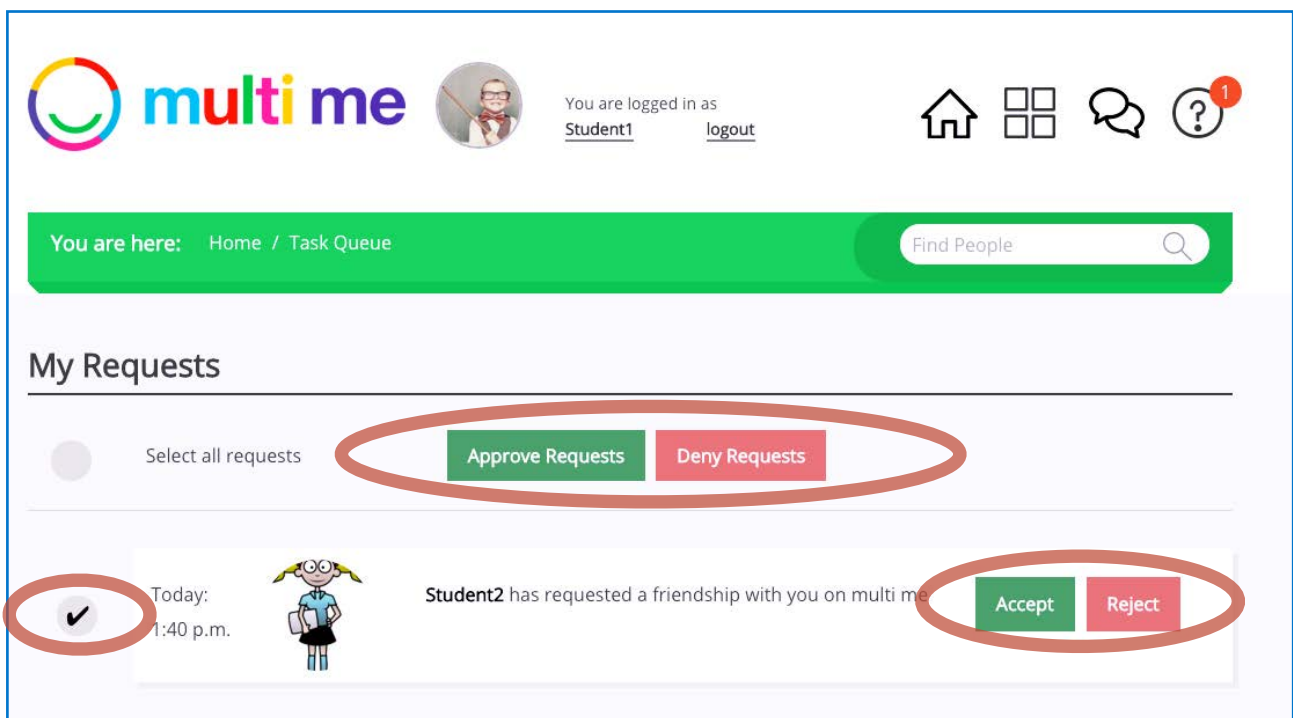 multi me
You are logged in as
Student1 logout
1
You are here: Home / Task Queue
Find People
My Requests
Select all requests Approve Requests Deny Requests
Today:
1:40 p.m.
Student2 has requested a friendship with you on multi me
Accept Reject